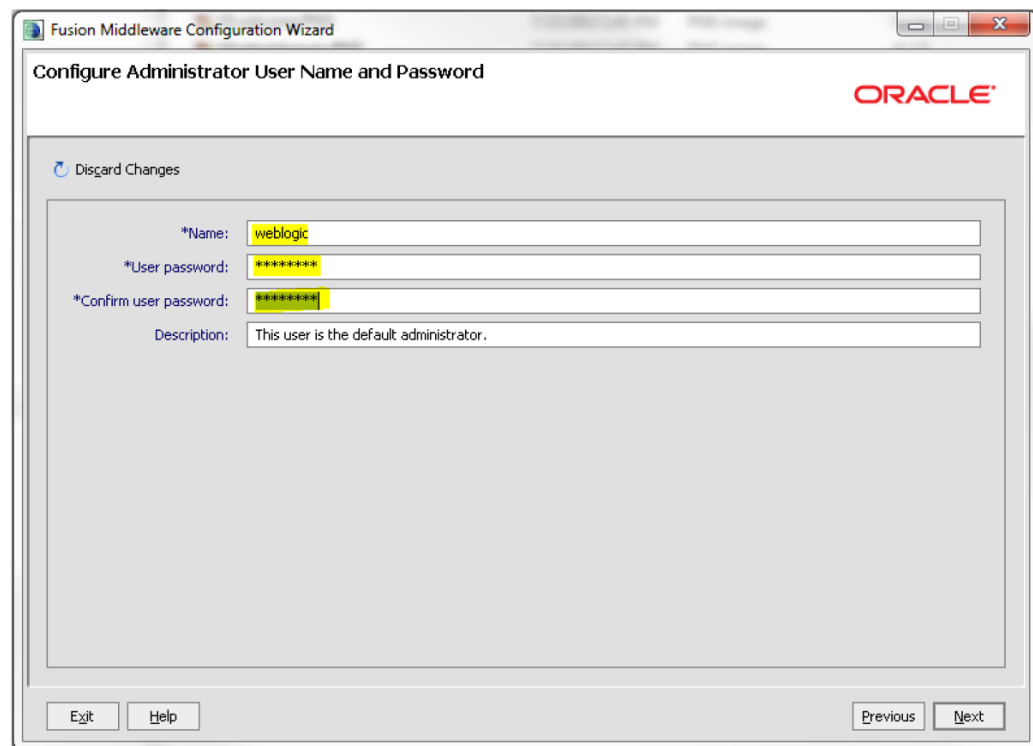 Fusion Middleware Configuration Wizard
Configure Administrator User Name and Password
ORACLE
Discard Changes
*Name: weblogic
*User password: ********
*Confirm user password: ********
Description: This user is the default administrator.
Exit Help Previous Next